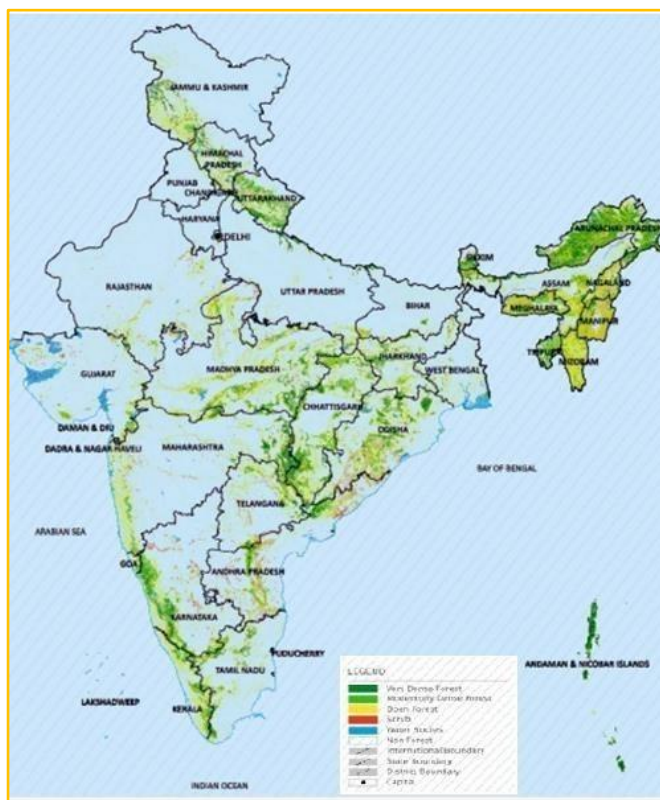 JAMMU & KASHMIR
HIMACHAL
PRADESH
PUNJAB
CHANDIGARH
UTTARAKHAND
HARYANA
DELHI
ARUNACHAL PRADESH
SIKKIM
RAJASTHAN
UTTAR PRADESH
ASSAM
NAGALAND
BIHAR
MEGHALAYA
MANIPUR
JHARKHAND
TRIPURA
MIZORAM
GUJARAT
MADHYA PRADESH
WEST BENGAL
CHHATTISGARH
DAMAN & DIU
ODISHA
DADRA & NAGAR HAVELI
MAHARASHTRA
BAY OF BENGAL
TELANGANA
ARABIAN SEA
GOA
ANDHRA PRADESH
KARNATAKA
PUDUCHERRY
ANDAMAN & NICOBAR ISLANDS
TAMIL NADU
LAKSHADWEEP
KERALA
LEGEND
Very Dense Forest
Moderately Dense Forest
Open Forest
Scrub
Water Bodies
Non Forest
International Boundary
State Boundary
District Boundary
Capital
INDIAN OCEAN